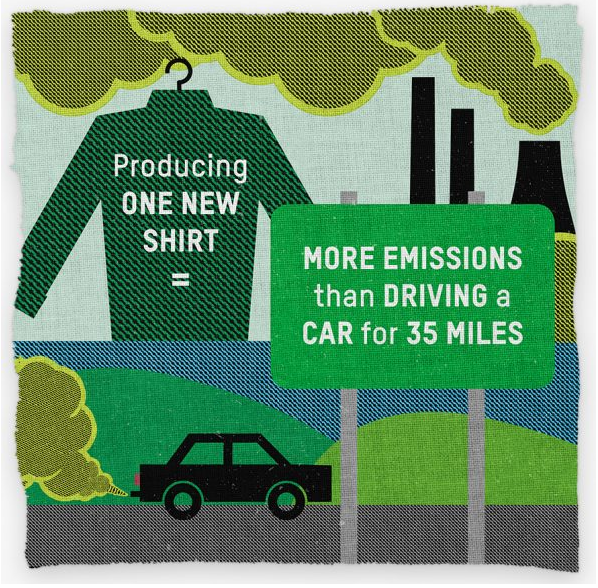 Producing
ONE NEW
SHIRT
=
MORE EMISSIONS
than DRIVING a
CAR for 35 MILES